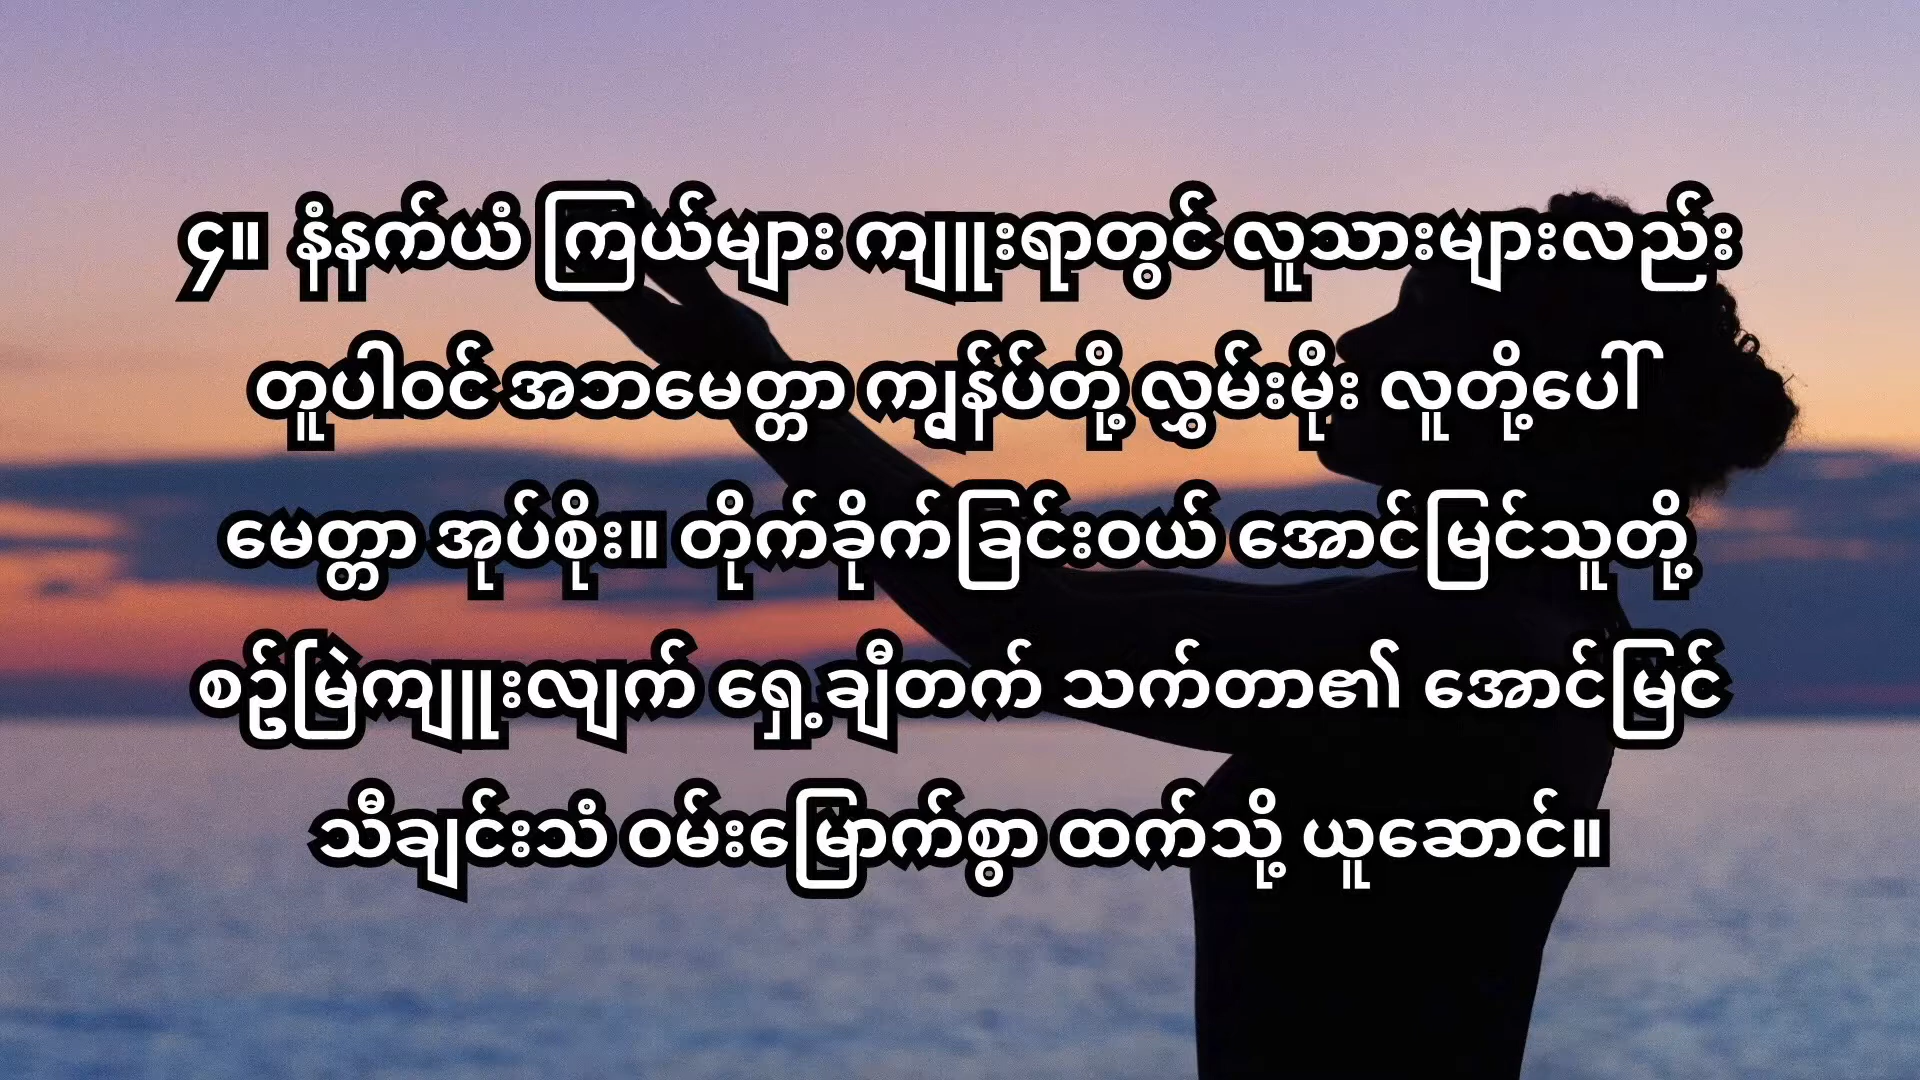 ၄။ နံနက်ယံ ကြယ်များ ကျူးရာတွင် လူသားများလည်း
တူပါဝင် အဘမေတ္တာ ကျွန်ုပ်တို့ လွှမ်းမိုး လူတို့ပေါ်
မေတ္တာ အုပ်စိုး။ တိုက်ခိုက်ခြင်းဝယ် အောင်မြင်သူတို့
စဉ်မြဲကျူးလျက် ရှေ့ချီတက် သက်တာ၏ အောင်မြင်
သီချင်းသံ ဝမ်းမြောက်စွာ ထက်သို့ ယူဆောင်။